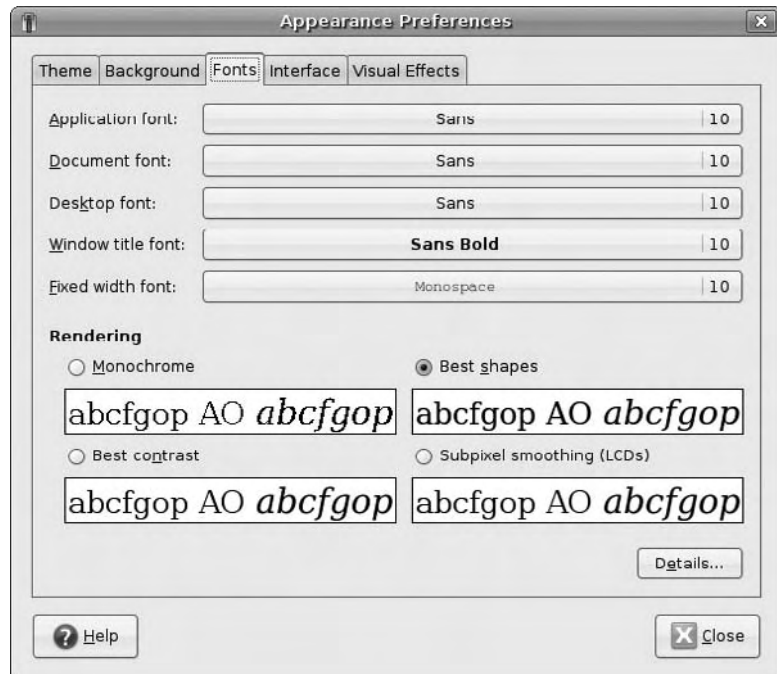 Appearance Preferences
Theme Background Fonts Interface Visual Effects
Application font: Sans 10
Document font: Sans 10
Desktop font: Sans 10
Window title font: Sans Bold 10
Fixed width font: Monospace 10
Rendering
Monochrome Best shapes
abcfgop AO abcfgop abcfgop AO abcfgop
Best contrast Subpixel smoothing (LCDs)
abcfgop AO abcfgop abcfgop AO abcfgop
Details...
Help Close